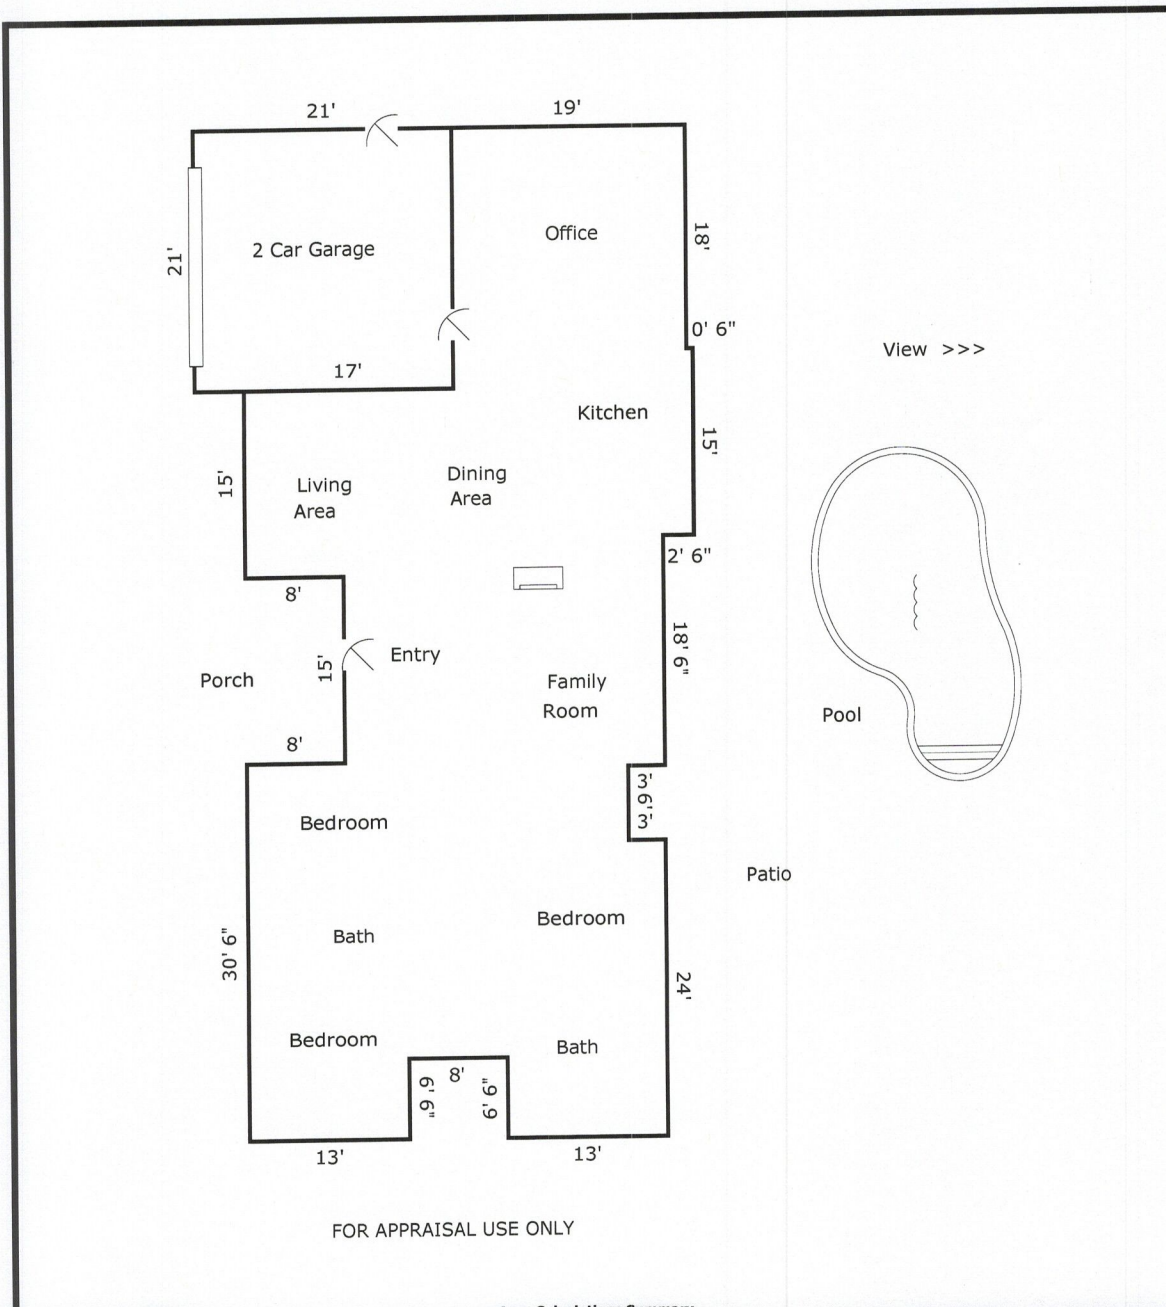 21'
19'
2 Car Garage
Office
21'
18'
0' 6"
View >>>
17'
Kitchen
15'
15'
Living
Area
Dining
Area
2' 6"
8'
Entry
15'
18' 6"
Porch
Family
Room
Pool
8'
3'
6'
3'
Bedroom
Patio
Bedroom
Bath
30' 6"
24'
Bedroom
Bath
8'
6' 6"
6' 6"
13'
13'
FOR APPRAISAL USE ONLY